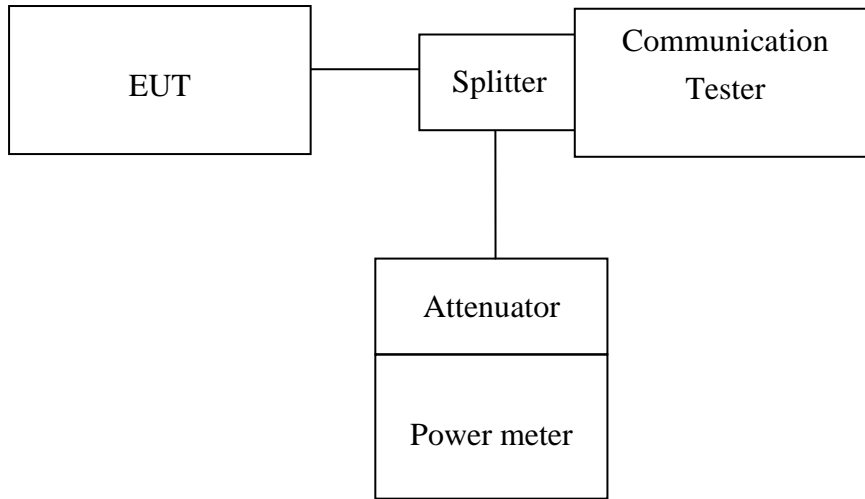 EUT
Splitter
Communication
Tester
Attenuator
Power meter